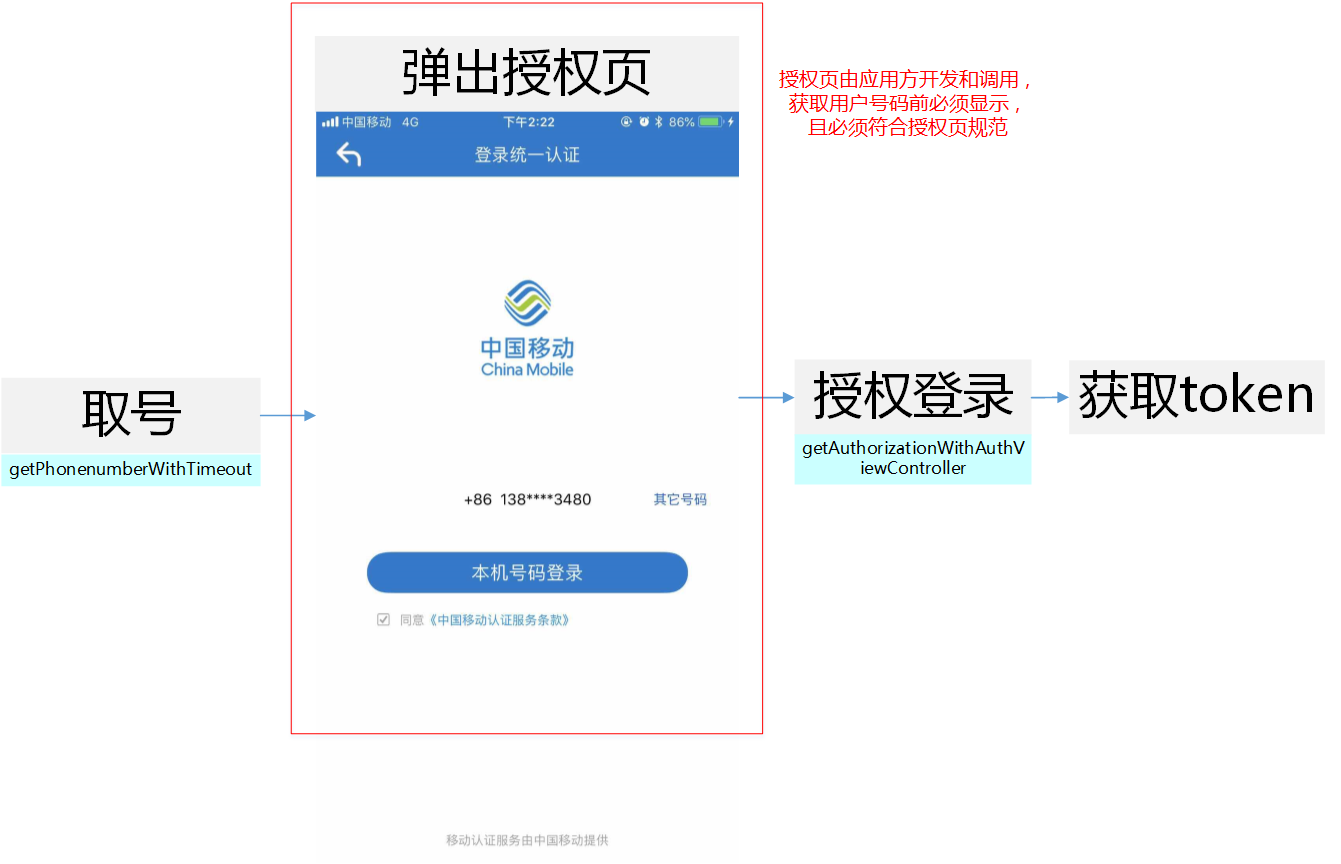 弹出授权页
授权页由应用方开发和调用，
获取用户号码前必须显示，
且必须符合授权页规范
中国移动 4G 下午2:22 86%
登录统一认证
中国移动
China Mobile
取号
getPhonenumberWithTimeout
授权登录
getAuthorizationWithAuthV
iewController
获取token
+86 138****3480 其它号码
本机号码登录
同意《中国移动认证服务条款》
移动认证服务由中国移动提供